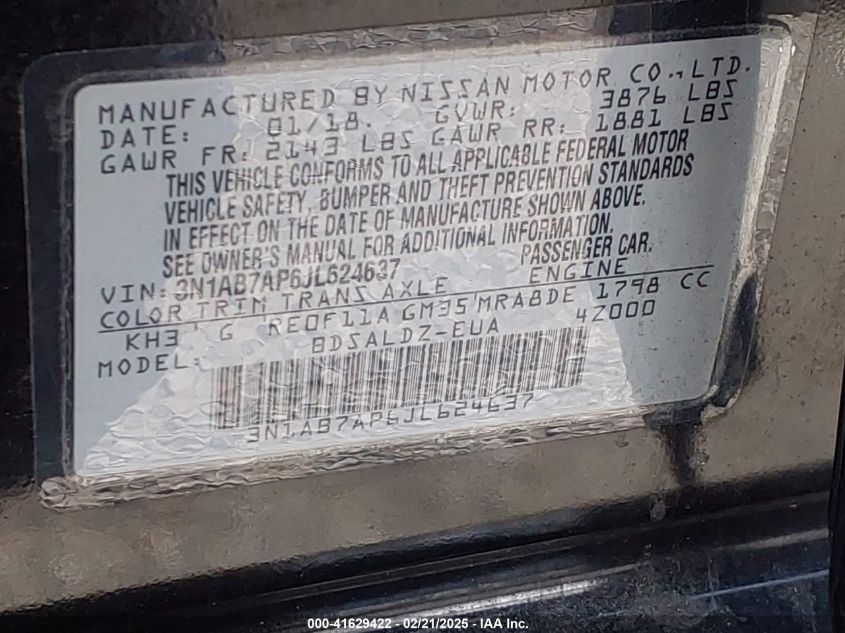 MANUFACTURED BY NISSAN MOTOR CO.,LTD.
DATE: 01/18. GVWR: 3876 LBS
GAWR FR: 2143 LBS GAWR RR: 1881 LBS
THIS VEHICLE CONFORMS TO ALL APPLICABLE FEDERAL MOTOR
VEHICLE SAFETY, BUMPER AND THEFT PREVENTION STANDARDS
IN EFFECT ON THE DATE OF MANUFACTURE SHOWN ABOVE.
SEE OWNER'S MANUAL FOR ADDITIONAL INFORMATION.
VIN: 3N1AB7AP6JL624637 PASSENGER CAR.
COLOR TRIM TRANS AXLE ENGINE
KH3 G RE0F11A GM35 MRA8DE 1798 CC
MODEL: BDSALDZ-EUA 4Z000
3N1AB7AP6JL624637
000-41629422 - 02/21/2025 - IAA Inc.